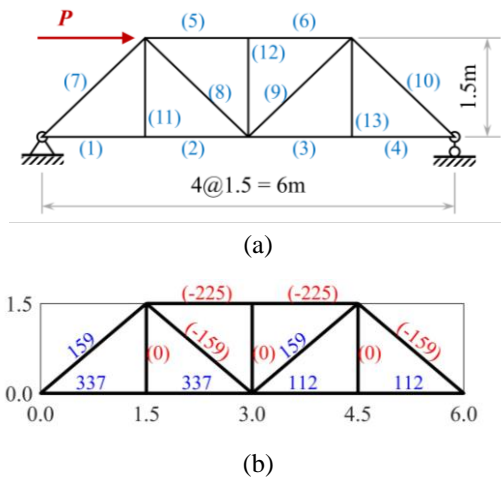 P
(5) (6)
(7) (8) (12) (9) (10)
(11) (13)
(1) (2) (3) (4)
1.5m
4@1.5 = 6m
(a)
(-225) (-225)
1.5
159 (0) (-159) (0) 159 (0) (-159)
337 337 112 112
0.0
0.0 1.5 3.0 4.5 6.0
(b)